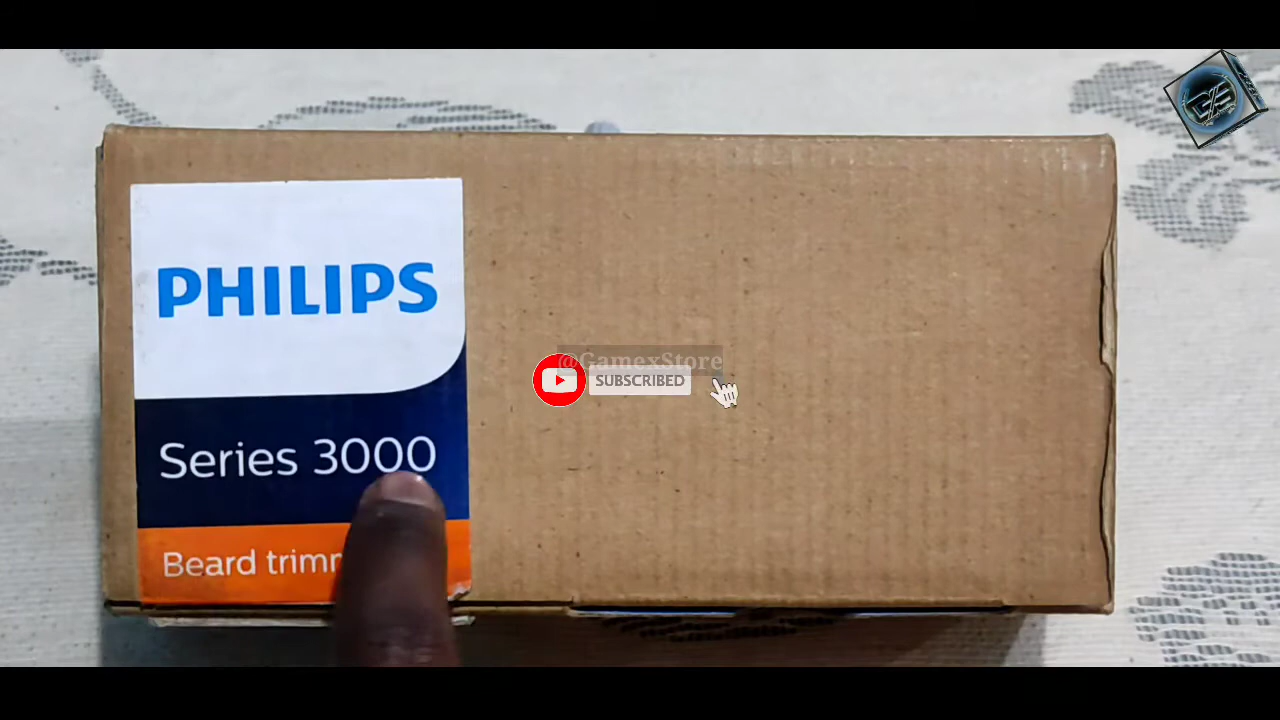 PHILIPS
@GamexStore
SUBSCRIBED
Series 3000
Beard trimm